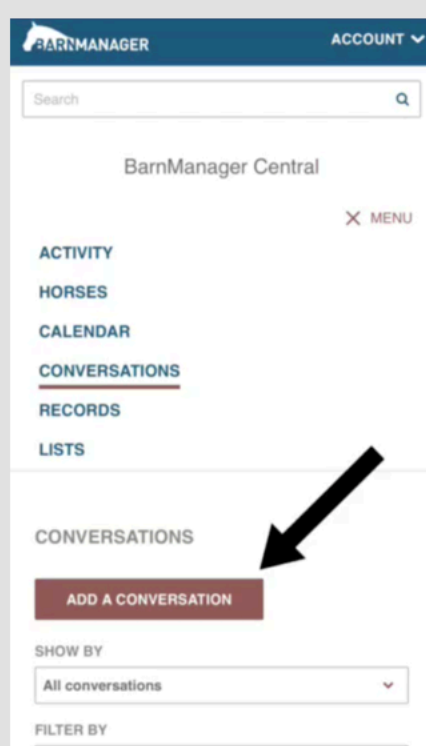 BARNMANAGER
ACCOUNT
Search
BarnManager Central
MENU
ACTIVITY
HORSES
CALENDAR
CONVERSATIONS
RECORDS
LISTS
CONVERSATIONS
ADD A CONVERSATION
SHOW BY
All conversations
FILTER BY